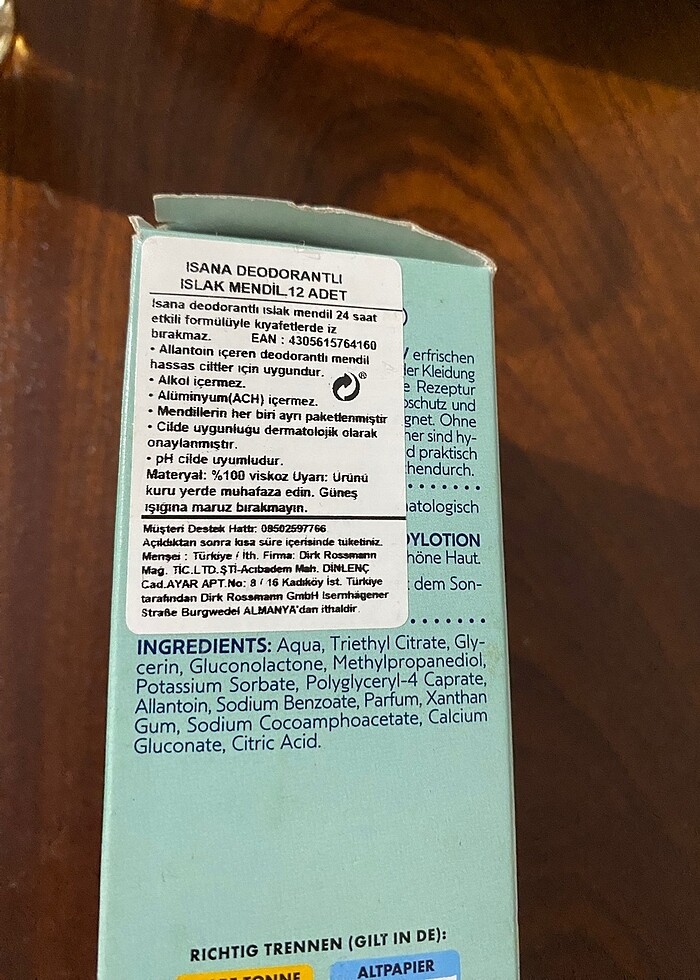 ISANA DEODORANTLI
ISLAK MENDİL,12 ADET
Isana deodorantlı ıslak mendil 24 saat
etkili formülüyle kıyafetlerde iz
bırakmaz. EAN : 4305615764160
• Allantoin içeren deodorantlı mendil
hassas ciltler için uygundur.
• Alkol içermez.
• Alüminyum(ACH) içermez.
• Mendillerin her biri ayrı paketlenmiştir
• Cilde uygunluğu dermatolojik olarak
onaylanmıştır.
• pH cilde uyumludur.
Materyal: %100 viskoz Uyarı: Ürünü
kuru yerde muhafaza edin. Güneş
ışığına maruz bırakmayın.
Müşteri Destek Hattı: 08502597766
Açıldıktan sonra kısa süre içerisinde tüketiniz.
Menşei : Türkiye / İth. Firma: Dirk Rossmann
Mağ. TİC.LTD.ŞTİ-Acıbadem Mah. DİNLENÇ
Cad.AYAR APT.No: 8 / 16 Kadıköy İst. Türkiye
tarafından Dirk Rossmann GmbH Isernhägener
Straße Burgwedel ALMANYA'dan ithaldir.
erfrischen
der Kleidung
Rezeptur
schutz und
gnet. Ohne
er sind hy-
d praktisch
hendurch.
atologisch
DYLOTION
höne Haut.
dem Son-
INGREDIENTS: Aqua, Triethyl Citrate, Gly-
cerin, Gluconolactone, Methylpropanediol,
Potassium Sorbate, Polyglyceryl-4 Caprate,
Allantoin, Sodium Benzoate, Parfum, Xanthan
Gum, Sodium Cocoamphoacetate, Calcium
Gluconate, Citric Acid.
RICHTIG TRENNEN (GILT IN DE):
TONNE
ALTPAPIER